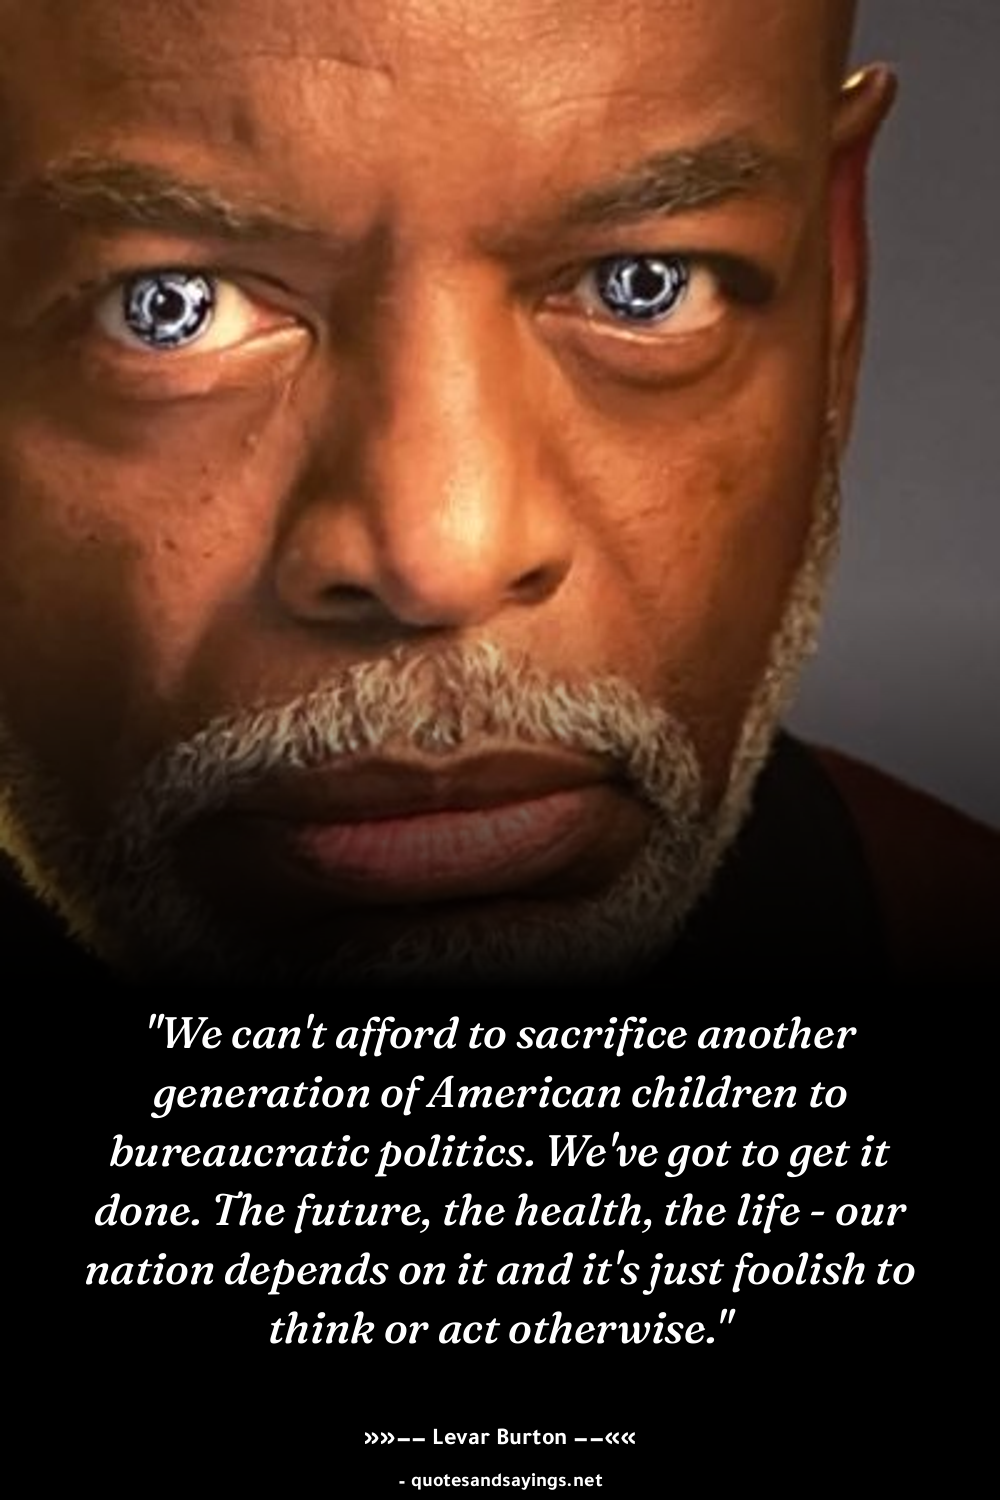 "We can't afford to sacrifice another
generation of American children to
bureaucratic politics. We've got to get it
done. The future, the health, the life - our
nation depends on it and it's just foolish to
think or act otherwise."
»»-- Levar Burton --««
- quotesandsayings.net